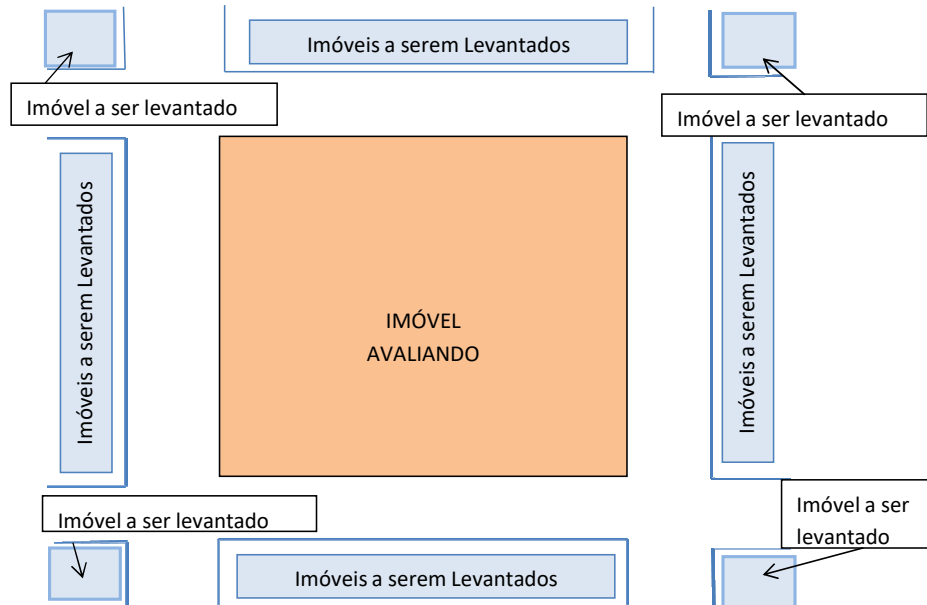 Imóveis a serem Levantados
Imóvel a ser levantado
Imóvel a ser levantado
Imóveis a serem Levantados
IMÓVEL
AVALIANDO
Imóveis a serem Levantados
Imóvel a ser levantado
Imóvel a ser
levantado
Imóveis a serem Levantados